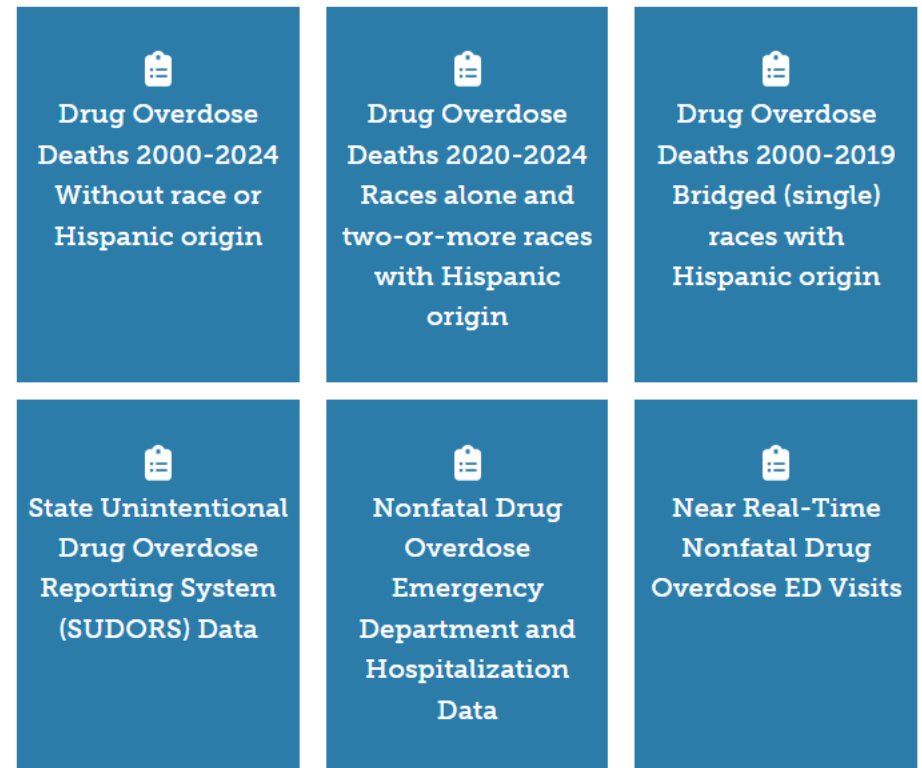 Drug Overdose
Deaths 2000-2024
Without race or
Hispanic origin
Drug Overdose
Deaths 2020-2024
Races alone and
two-or-more races
with Hispanic
origin
Drug Overdose
Deaths 2000-2019
Bridged (single)
races with
Hispanic origin
State Unintentional
Drug Overdose
Reporting System
(SUDORS) Data
Nonfatal Drug
Overdose
Emergency
Department and
Hospitalization
Data
Near Real-Time
Nonfatal Drug
Overdose ED Visits